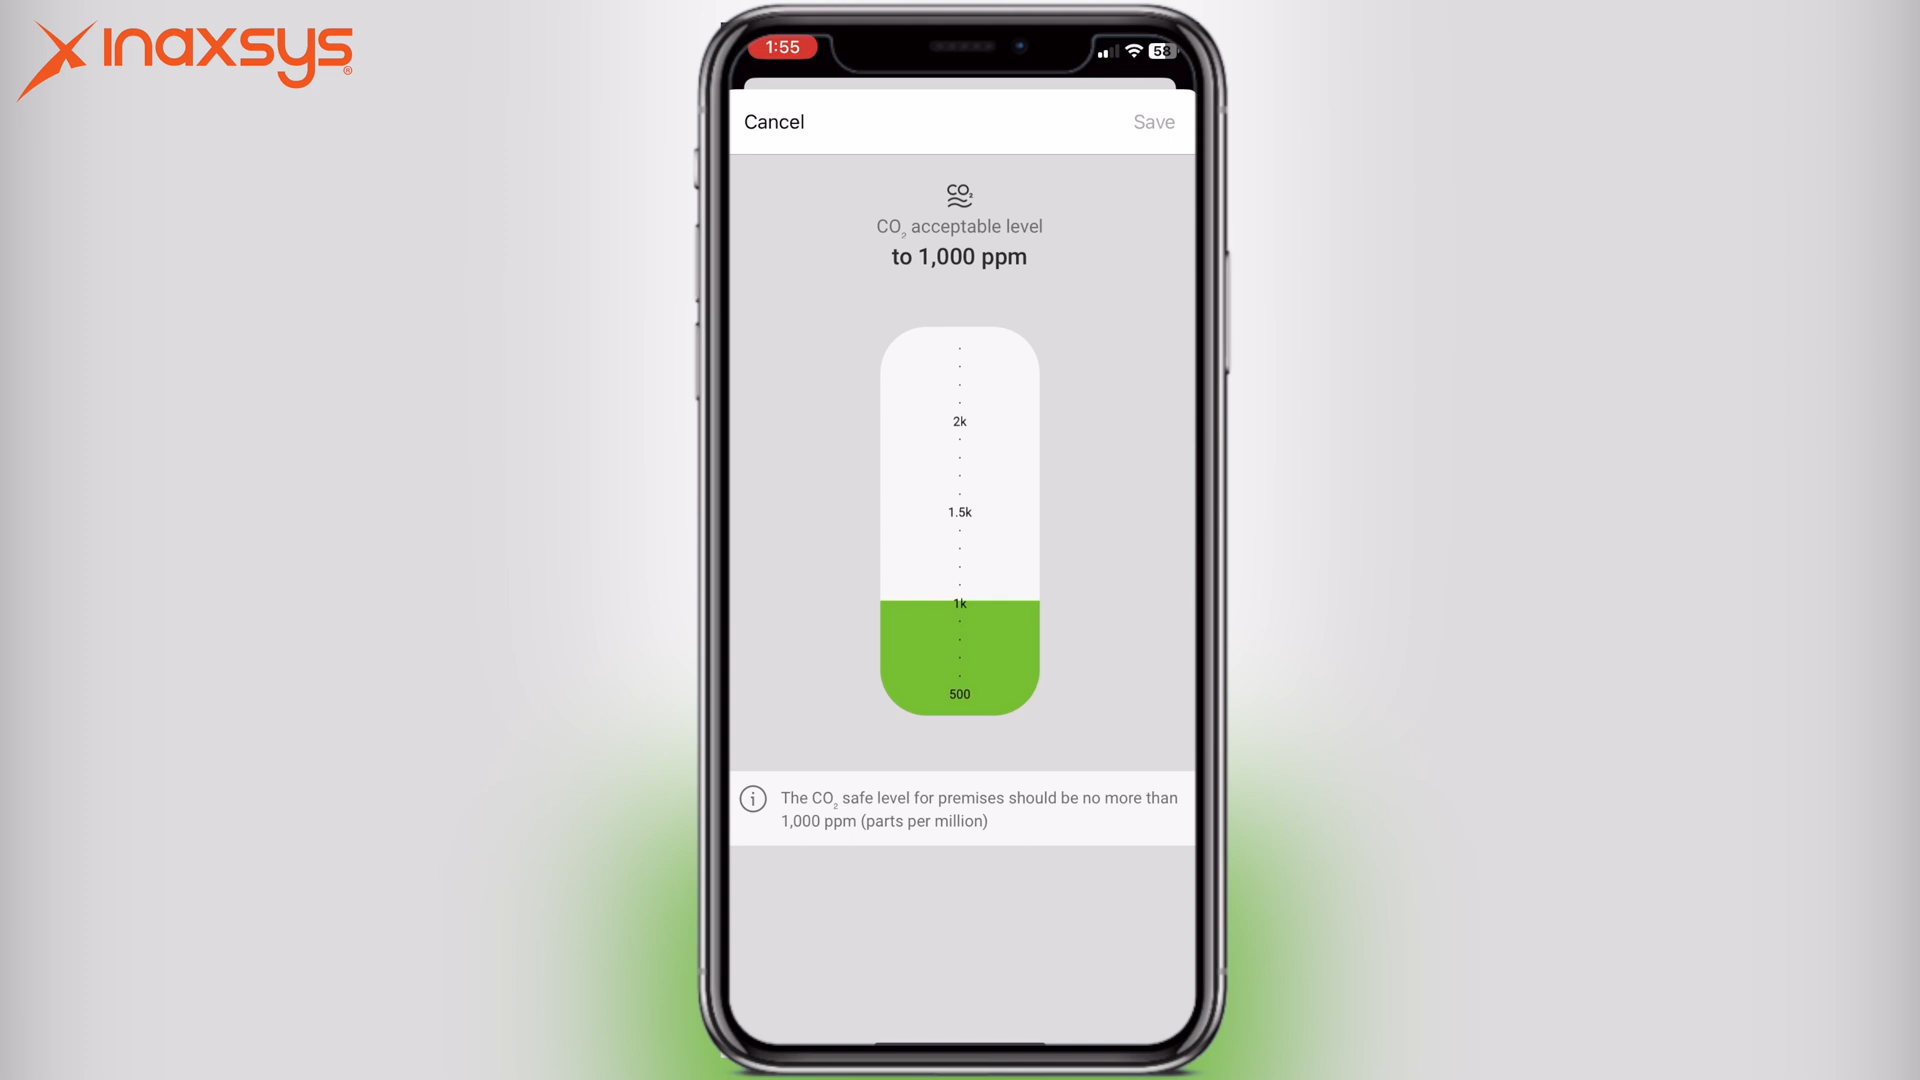 inaxsys®
1:55
58
Cancel
Save
CO₂
CO₂ acceptable level
to 1,000 ppm
2k
1.5k
1k
500
The CO₂ safe level for premises should be no more than
1,000 ppm (parts per million)